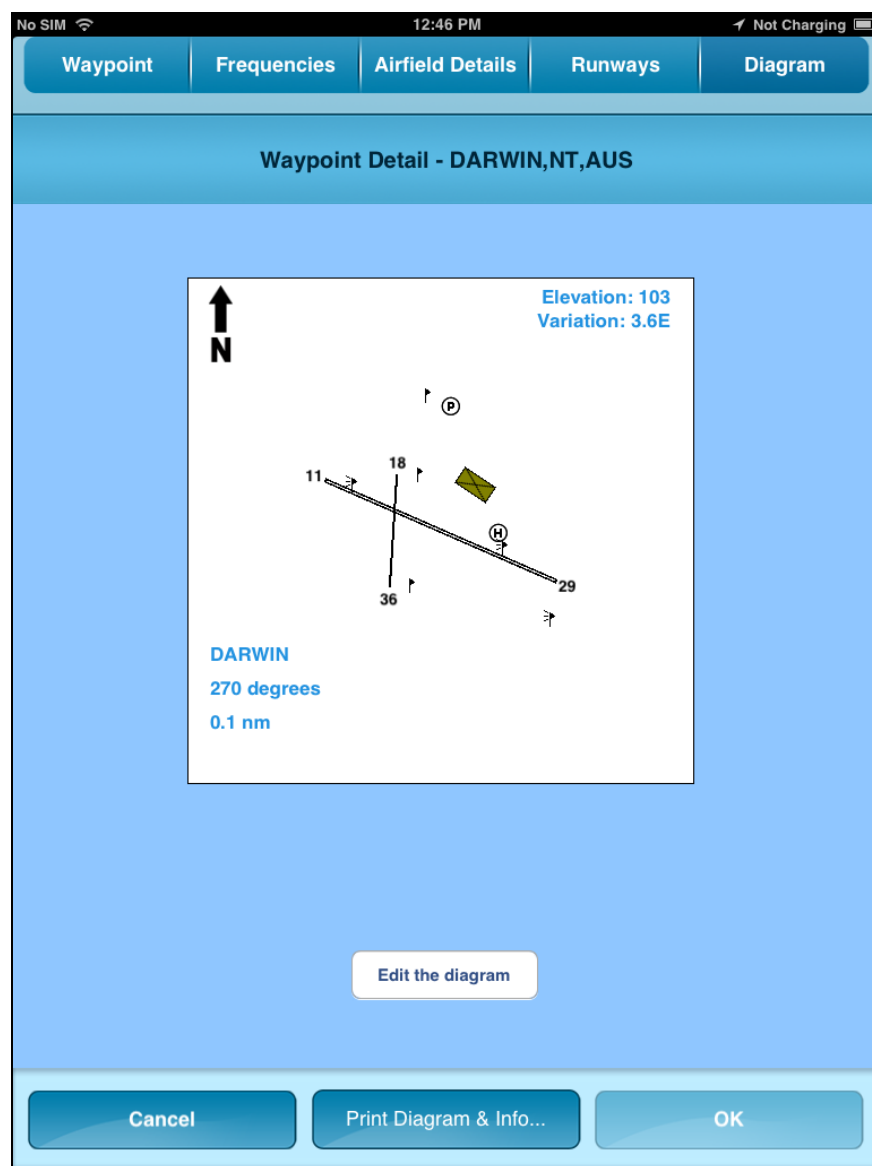 No SIM 12:46 PM Not Charging
Waypoint Frequencies Airfield Details Runways Diagram
Waypoint Detail - DARWIN,NT,AUS
Elevation: 103
Variation: 3.6E
N
P
18
11
H
29
36
DARWIN
270 degrees
0.1 nm
Edit the diagram
Cancel Print Diagram & Info... OK